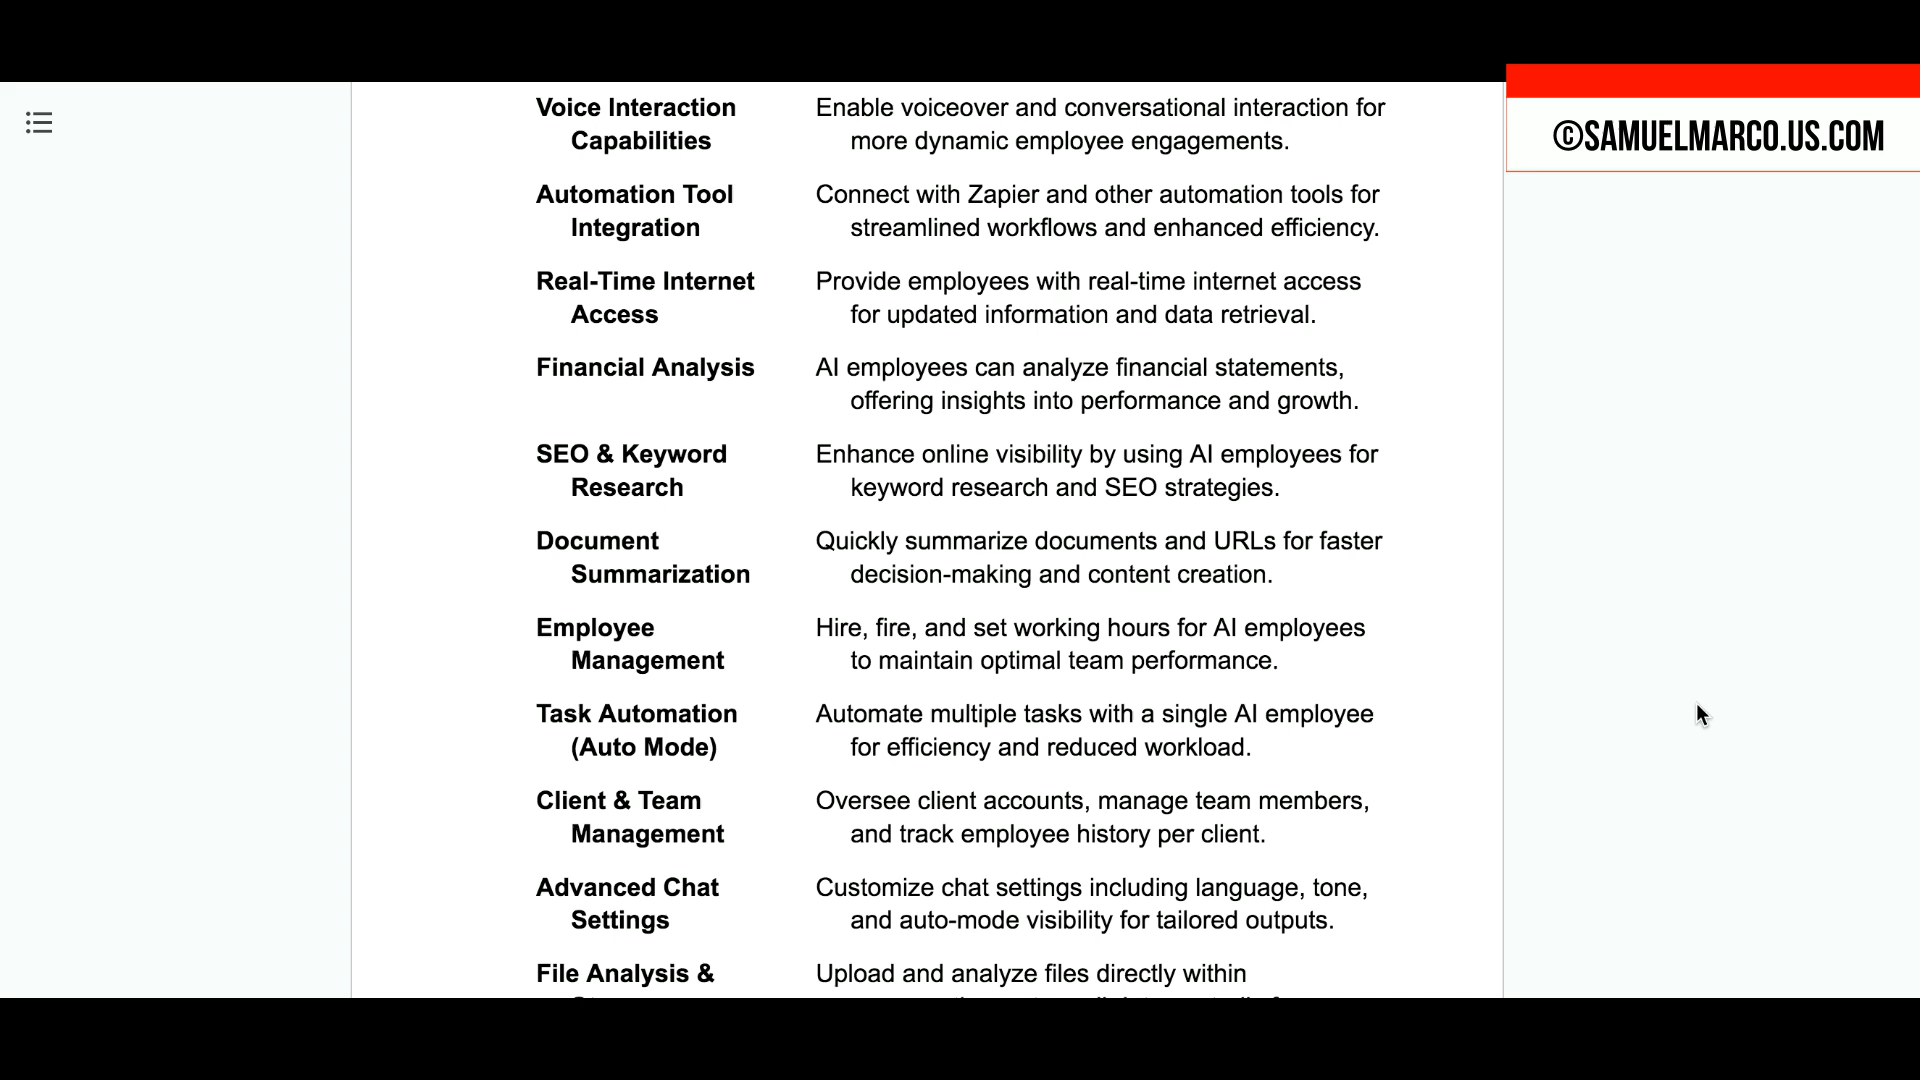 ©SAMUELMARCO.US.COM
Voice Interaction Enable voiceover and conversational interaction for
Capabilities more dynamic employee engagements.
Automation Tool Connect with Zapier and other automation tools for
Integration streamlined workflows and enhanced efficiency.
Real-Time Internet Provide employees with real-time internet access
Access for updated information and data retrieval.
Financial Analysis AI employees can analyze financial statements,
offering insights into performance and growth.
SEO & Keyword Enhance online visibility by using AI employees for
Research keyword research and SEO strategies.
Document Quickly summarize documents and URLs for faster
Summarization decision-making and content creation.
Employee Hire, fire, and set working hours for AI employees
Management to maintain optimal team performance.
Task Automation Automate multiple tasks with a single AI employee
(Auto Mode) for efficiency and reduced workload.
Client & Team Oversee client accounts, manage team members,
Management and track employee history per client.
Advanced Chat Customize chat settings including language, tone,
Settings and auto-mode visibility for tailored outputs.
File Analysis & Upload and analyze files directly within